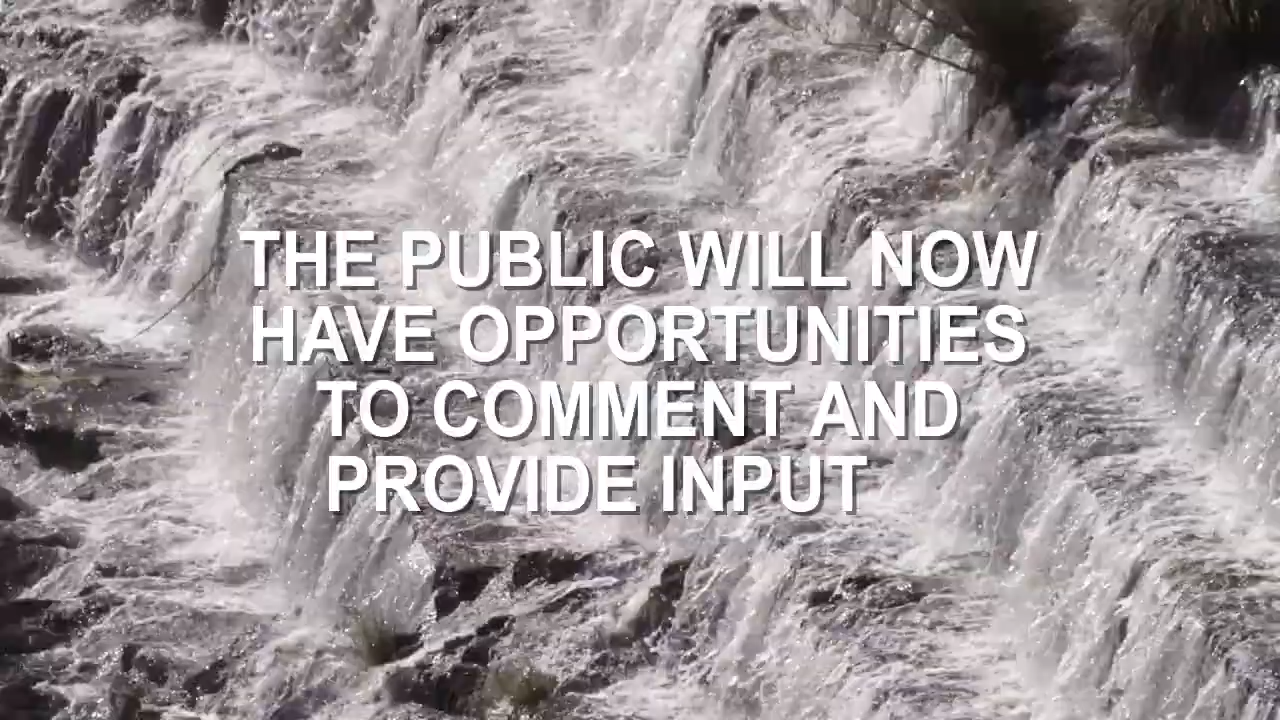 THE PUBLIC WILL NOW
HAVE OPPORTUNITIES
TO COMMENT AND
PROVIDE INPUT